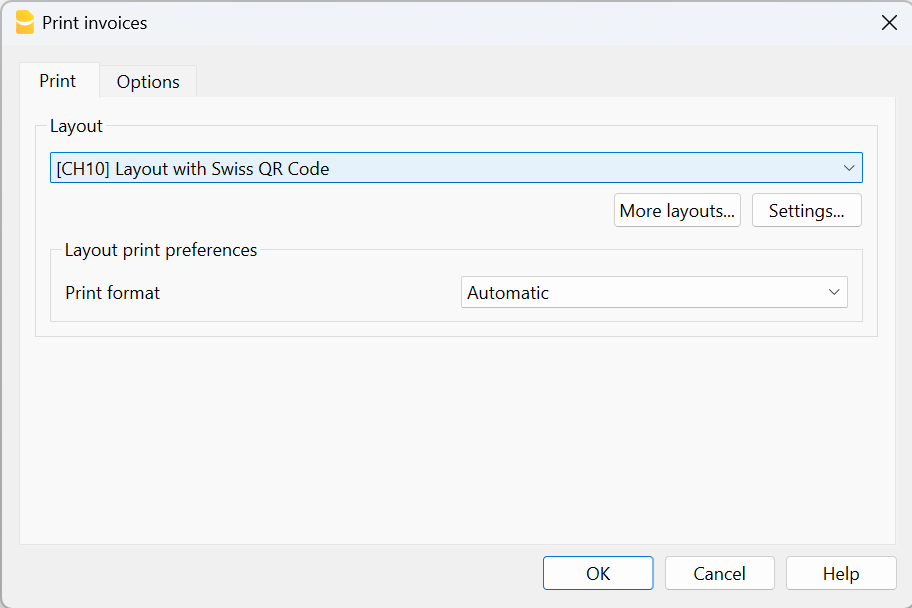 Print invoices
Print Options
Layout
[CH10] Layout with Swiss QR Code
More layouts... Settings...
Layout print preferences
Print format Automatic
OK Cancel Help